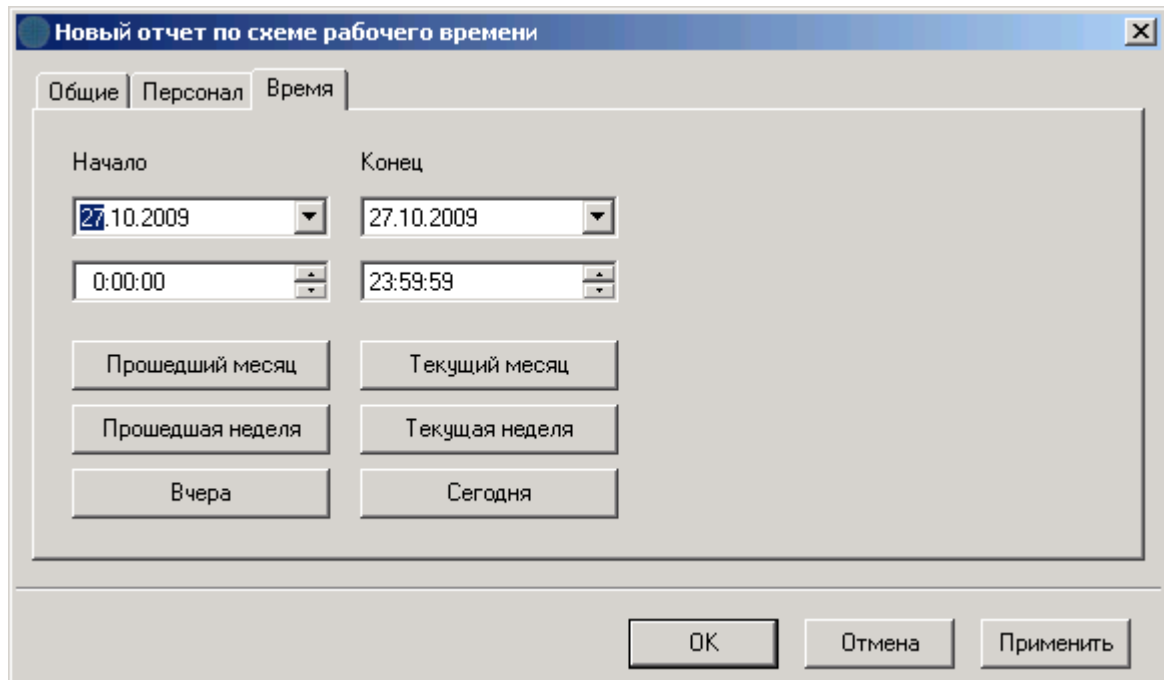 Новый отчет по схеме рабочего времени
Общие Персонал Время
Начало Конец
27.10.2009 27.10.2009
0:00:00 23:59:59
Прошедший месяц Текущий месяц
Прошедшая неделя Текущая неделя
Вчера Сегодня
OK Отмена Применить